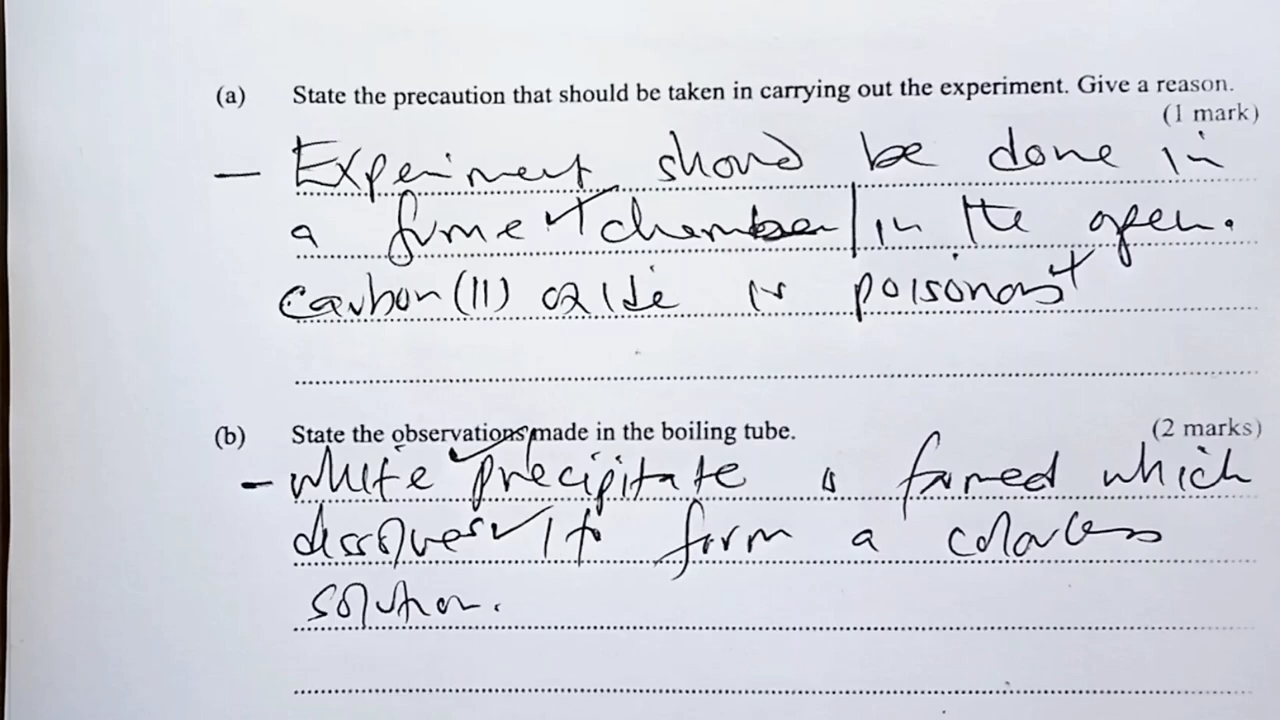 (a) State the precaution that should be taken in carrying out the experiment. Give a reason.
(1 mark)
— Experiment should be done in
a fume chamber/in the open.
Carbon(II) oxide is poisonous
(b) State the observations made in the boiling tube. (2 marks)
- White precipitate is formed which
dissolves / to form a colorless
solution.